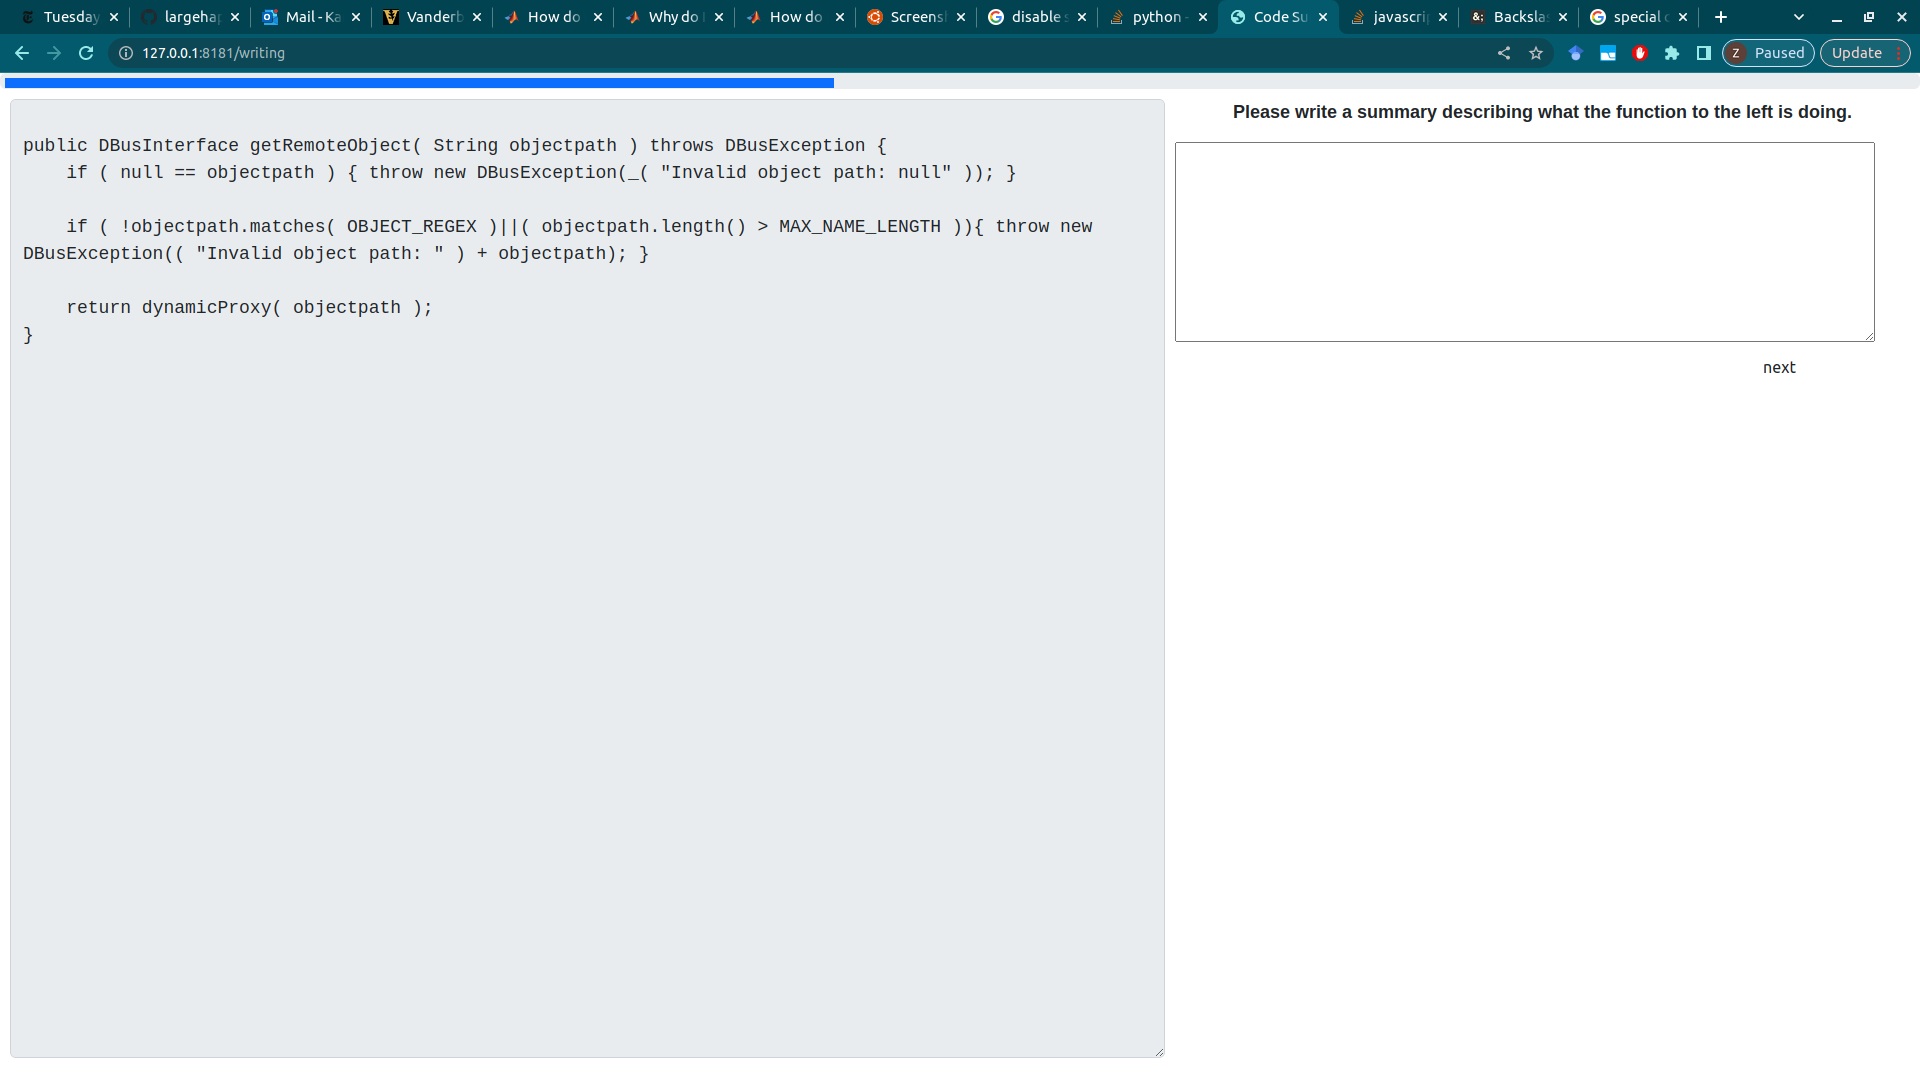 Tuesday
largeha
Mail - Ka
Vanderb
How do
Why do
How do
Screens
disable s
python -
Code Su
javascri
Backsla
special c
127.0.0.1:8181/writing
Z Paused
Update
public DBusInterface getRemoteObject( String objectpath ) throws DBusException {
if ( null == objectpath ) { throw new DBusException(_( "Invalid object path: null" )); }
if ( !objectpath.matches( OBJECT_REGEX )||( objectpath.length() > MAX_NAME_LENGTH )){ throw new
DBusException(( "Invalid object path: " ) + objectpath); }
return dynamicProxy( objectpath );
}
Please write a summary describing what the function to the left is doing.
next